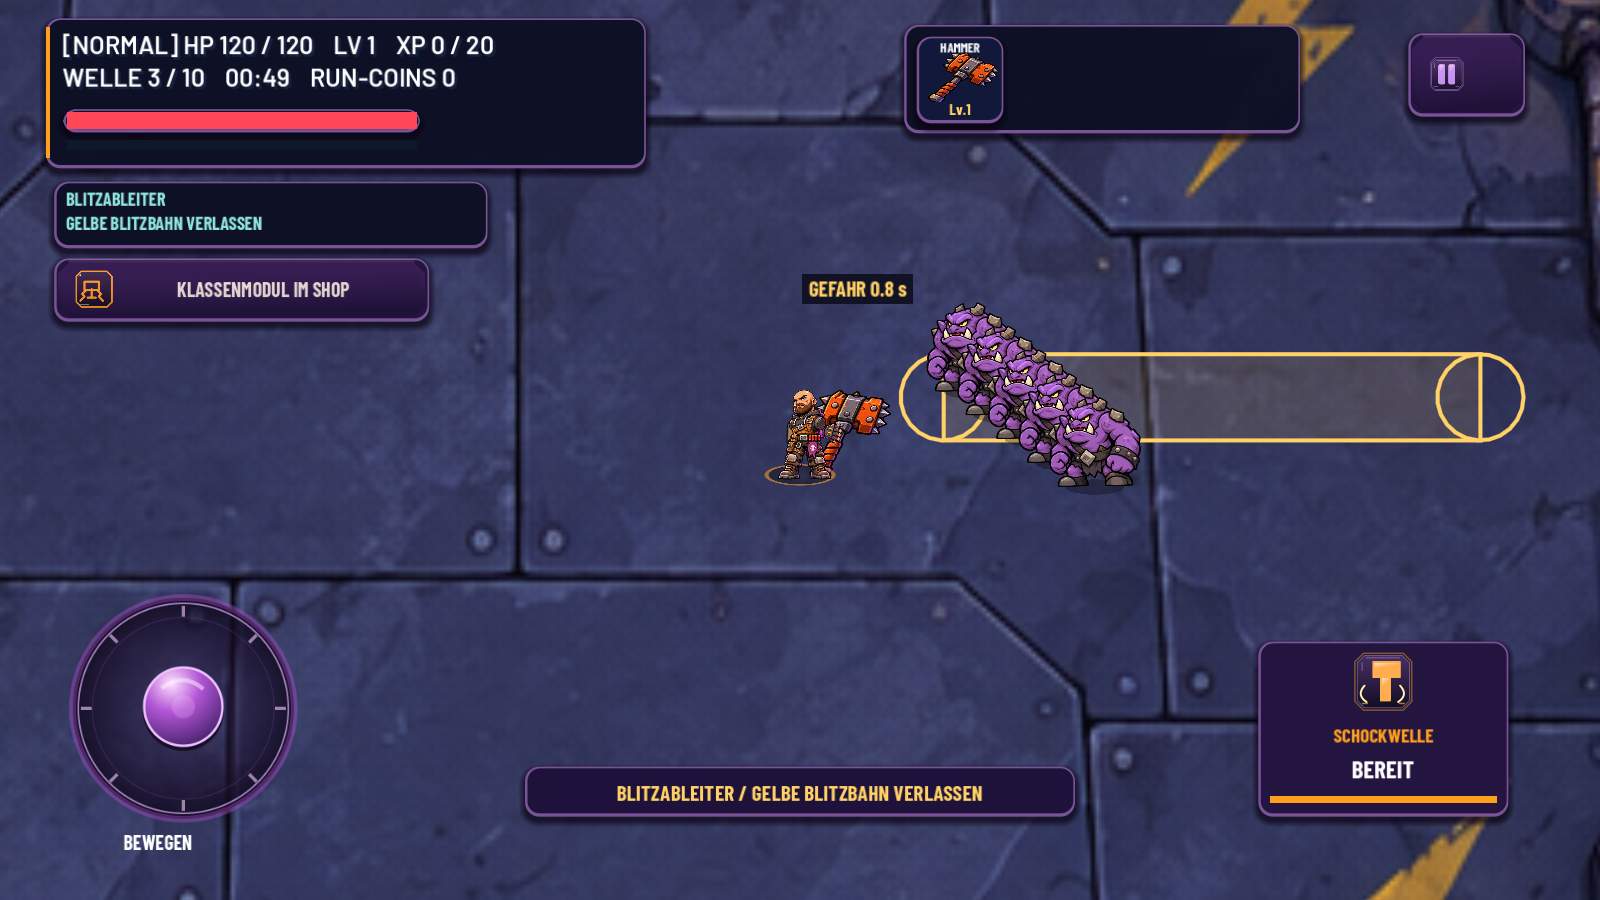 [NORMAL] HP 120 / 120 LV 1 XP 0 / 20
WELLE 3 / 10 00:49 RUN-COINS 0
HAMMER
Lv.1
BLITZABLEITER
GELBE BLITZBAHN VERLASSEN
KLASSENMODUL IM SHOP
GEFAHR 0.8 s
SCHOCKWELLE
BEREIT
BLITZABLEITER / GELBE BLITZBAHN VERLASSEN
BEWEGEN